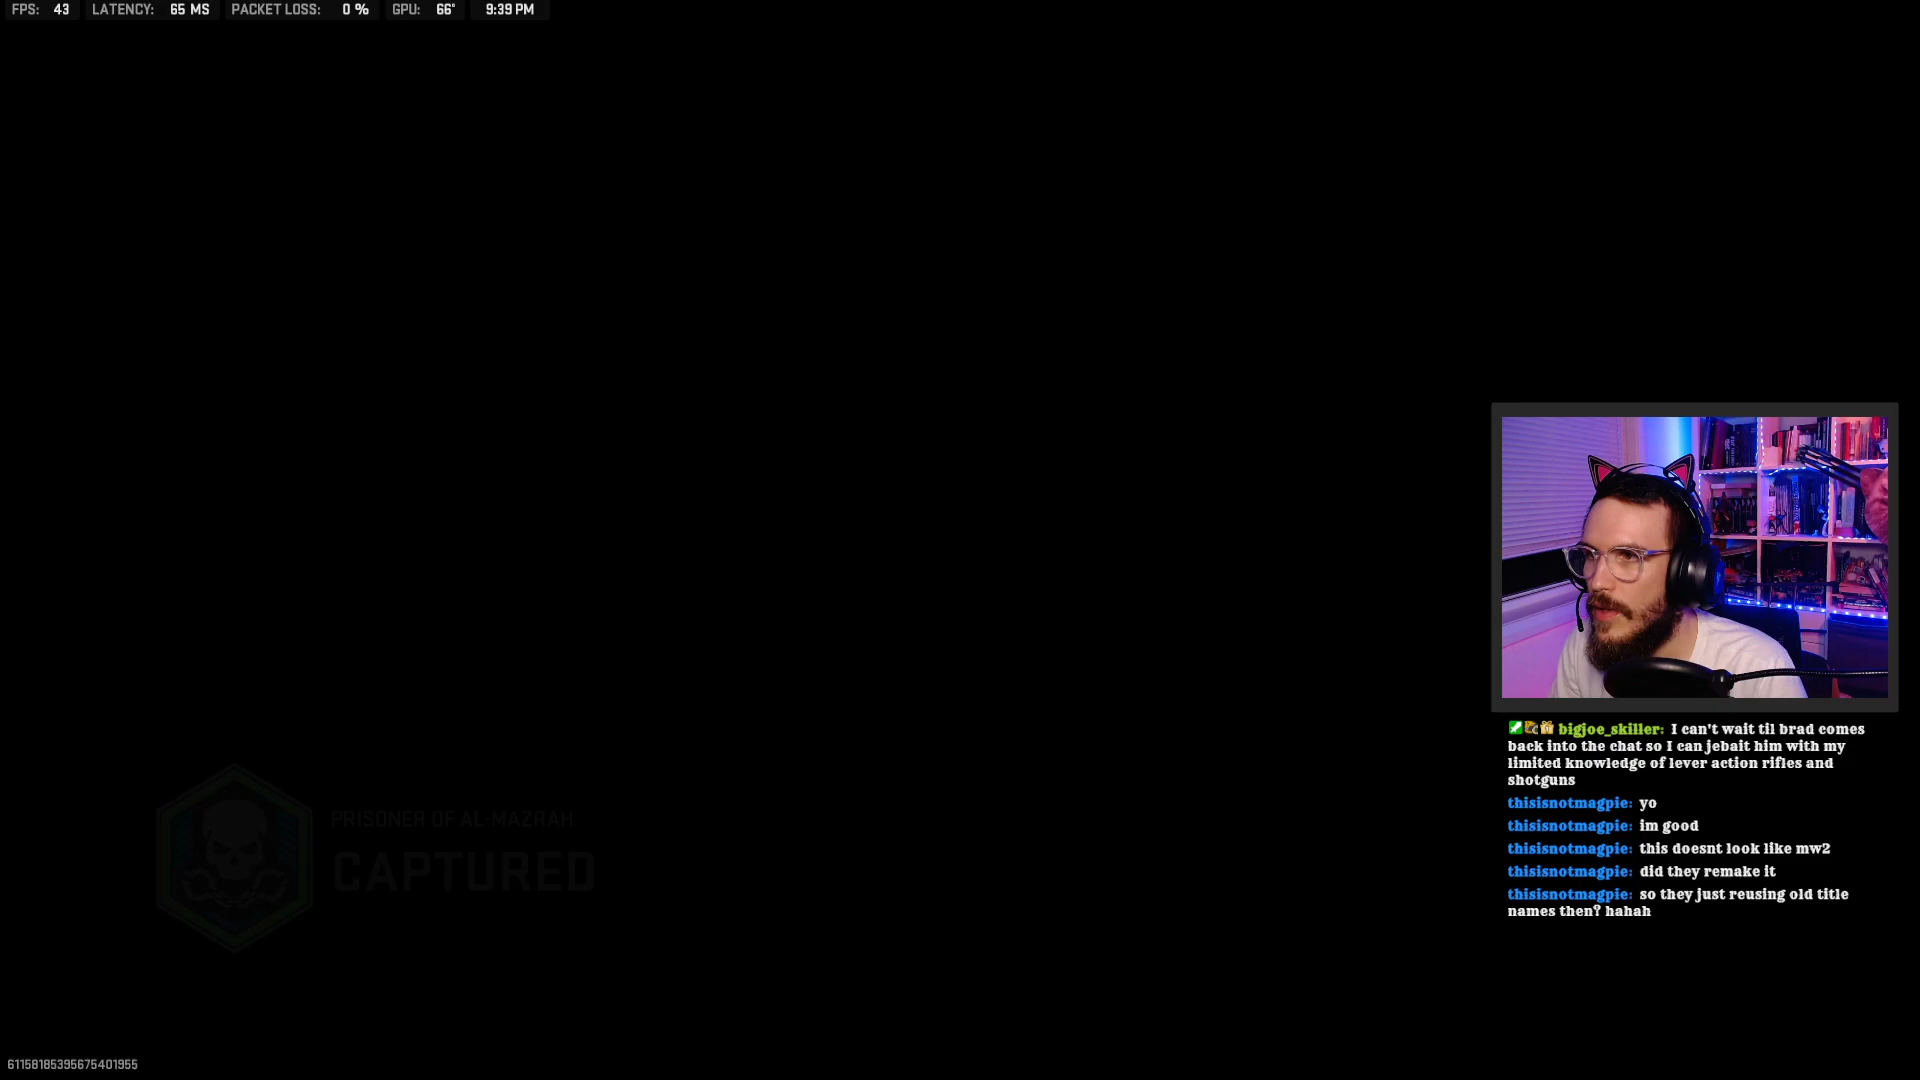 FPS: 43 LATENCY: 65 MS PACKET LOSS: 0 % GPU: 66° 9:39 PM
PRISONER OF AL-MAZRAH
CAPTURED
bigjoe_skiller: I can't wait til brad comes
back into the chat so I can jebait him with my
limited knowledge of lever action rifles and
shotguns
thisisnotmagpie: yo
thisisnotmagpie: im good
thisisnotmagpie: this doesnt look like mw2
thisisnotmagpie: did they remake it
thisisnotmagpie: so they just reusing old title
names then? hahah
61158185395675401955